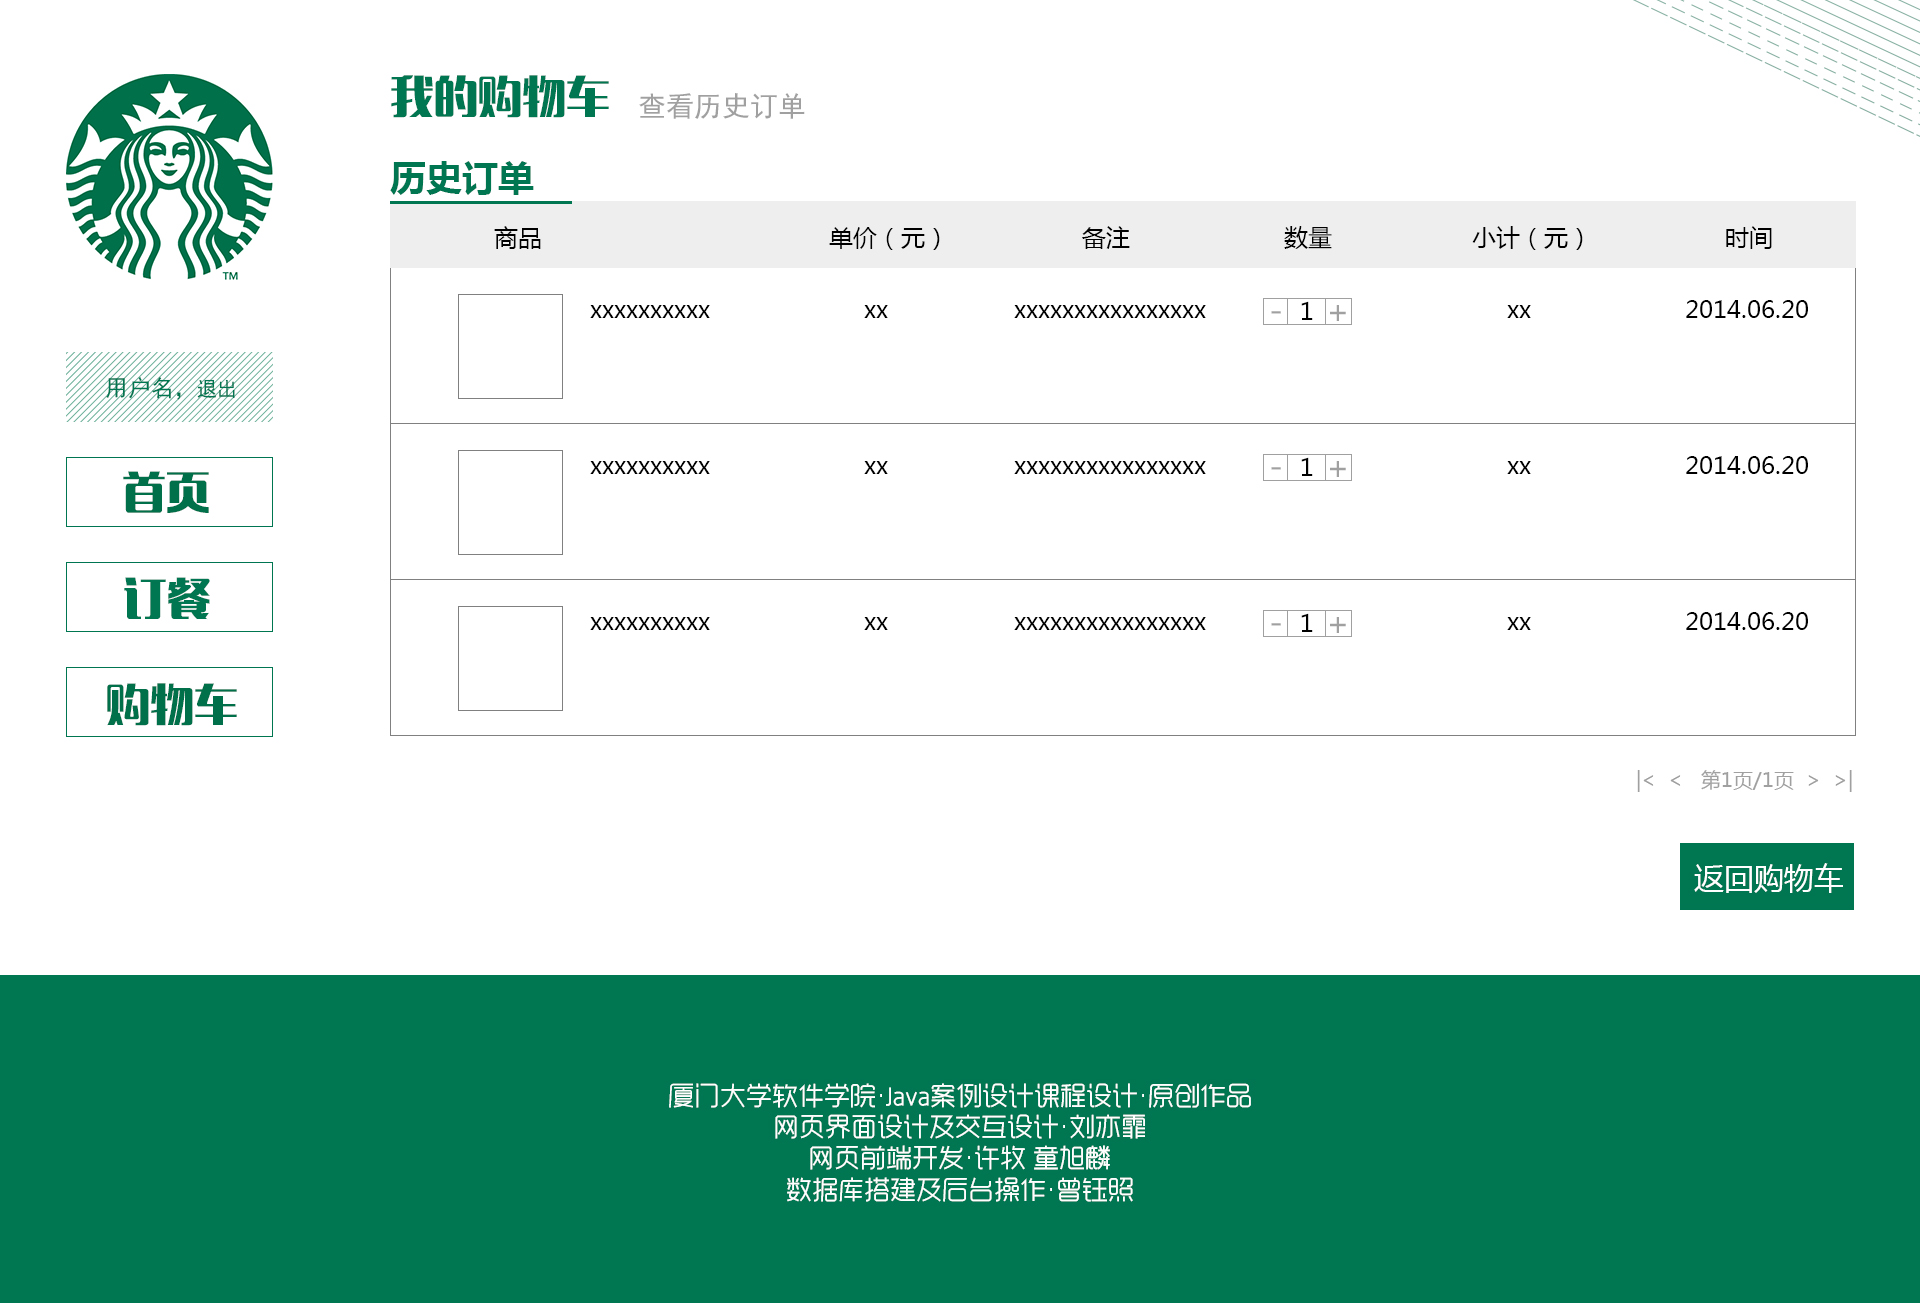 我的购物车 查看历史订单
历史订单
商品 单价（元） 备注 数量 小计（元） 时间
xxxxxxxxxx xx xxxxxxxxxxxxxxxx - 1 + xx 2014.06.20
xxxxxxxxxx xx xxxxxxxxxxxxxxxx - 1 + xx 2014.06.20
xxxxxxxxxx xx xxxxxxxxxxxxxxxx - 1 + xx 2014.06.20
TM
用户名，退出
首页
订餐
购物车
|< < 第1页/1页 > >|
返回购物车
厦门大学软件学院·Java案例设计课程设计·原创作品
网页界面设计及交互设计·刘亦霏
网页前端开发·许牧 童旭麟
数据库搭建及后台操作·曾钰照